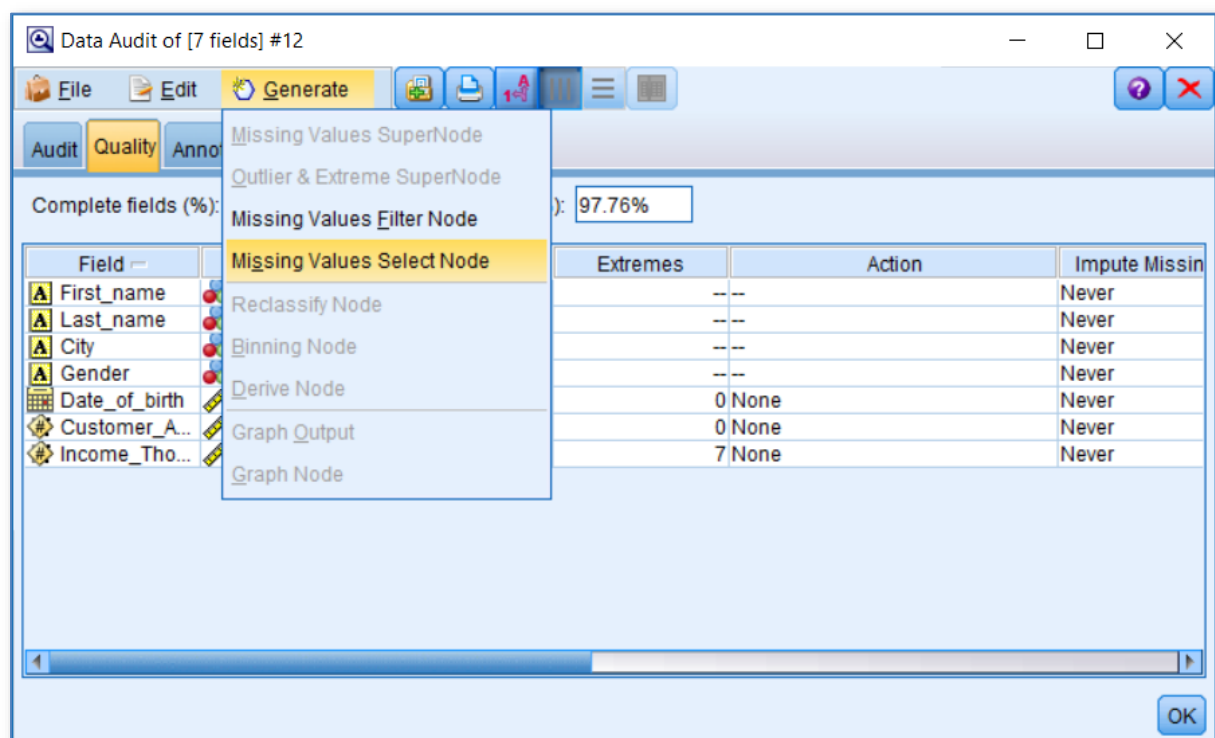 Data Audit of [7 fields] #12
File Edit Generate
Audit Quality Annot
Missing Values SuperNode
Outlier & Extreme SuperNode
Missing Values Filter Node
Missing Values Select Node
Reclassify Node
Binning Node
Derive Node
Graph Output
Graph Node
Complete fields (%): ): 97.76%
Field Extremes Action Impute Missin
A First_name -- -- Never
A Last_name -- -- Never
A City -- -- Never
A Gender -- -- Never
Date_of_birth 0 None Never
# Customer_A... 0 None Never
# Income_Tho... 7 None Never
OK